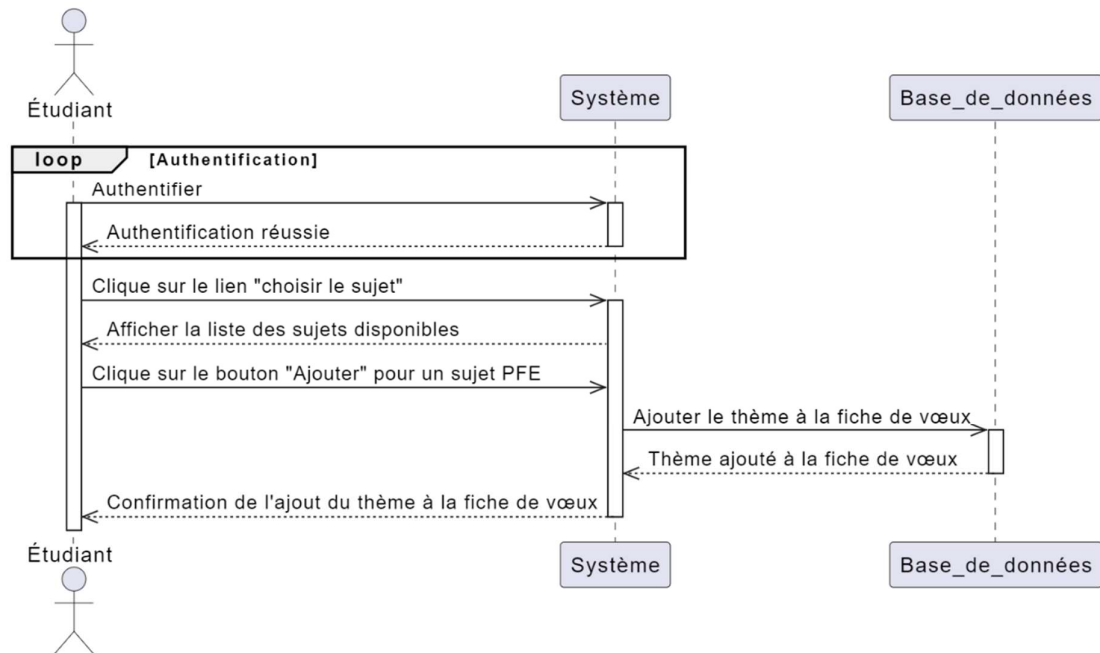 Étudiant
Système
Base_de_données
loop [Authentification]
Authentifier
Authentification réussie
Clique sur le lien "choisir le sujet"
Afficher la liste des sujets disponibles
Clique sur le bouton "Ajouter" pour un sujet PFE
Ajouter le thème à la fiche de vœux
Thème ajouté à la fiche de vœux
Confirmation de l'ajout du thème à la fiche de vœux
Étudiant
Système
Base_de_données